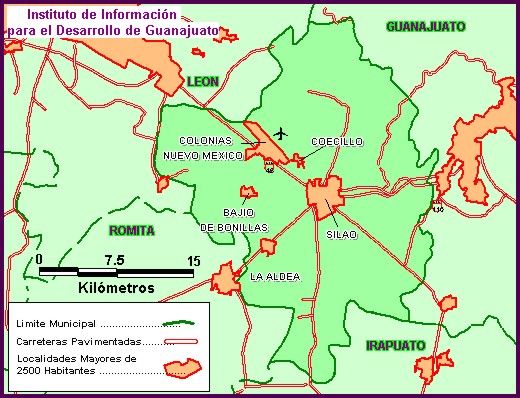 Instituto de Información
para el Desarrollo de Guanajuato
GUANAJUATO
LEON
COLONIAS
NUEVO MEXICO
COECILLO
45
BAJIO
DE BONILLAS
SILAO
ROMITA
LA ALDEA
0 7.5 15
Kilómetros
IRAPUATO
Limite Municipal
Carreteras Pavimentadas
Localidades Mayores de
2500 Habitantes